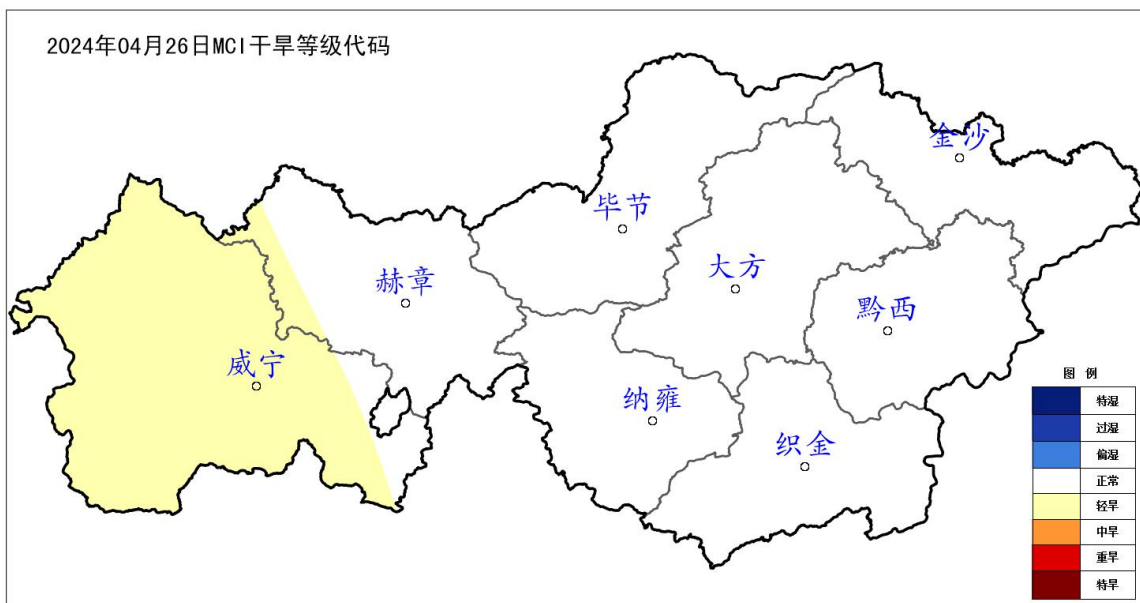 2024年04月26日MCI干旱等级代码
金沙
毕节
大方
赫章
黔西
威宁
纳雍
织金
图 例
特湿
过湿
偏湿
正常
轻旱
中旱
重旱
特旱